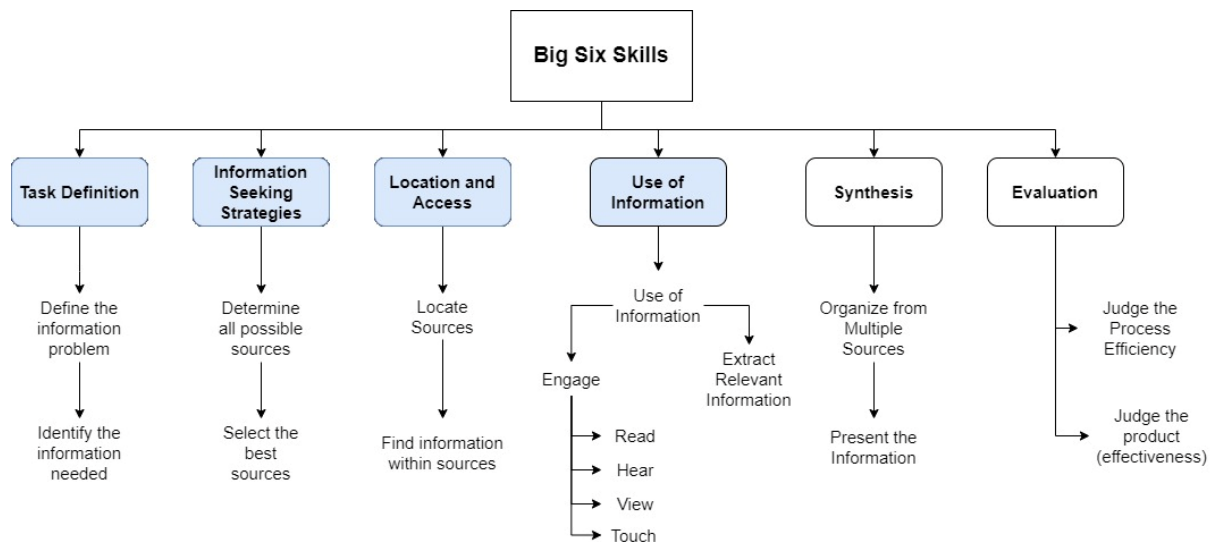 Big Six Skills
Task Definition
Information
Seeking
Strategies
Location and
Access
Use of
Information
Synthesis
Evaluation
Define the
information
problem
Identify the
information
needed
Determine
all possible
sources
Select the
best
sources
Locate
Sources
Find information
within sources
Use of
Information
Engage
Read
Hear
View
Touch
Extract
Relevant
Information
Organize from
Multiple
Sources
Present the
Information
Judge the
Process
Efficiency
Judge the
product
(effectiveness)